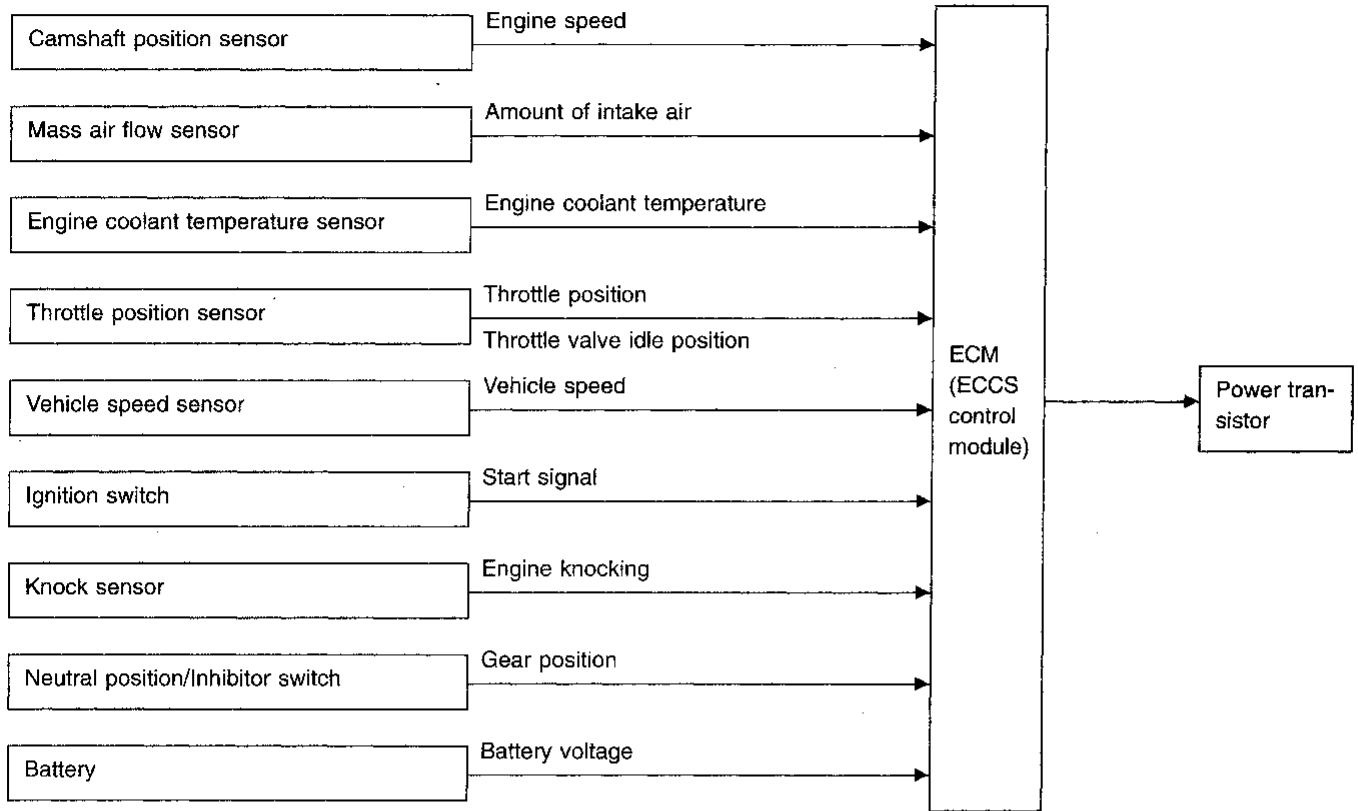 Camshaft position sensor
Engine speed
Mass air flow sensor
Amount of intake air
Engine coolant temperature sensor
Engine coolant temperature
Throttle position sensor
Throttle position
Throttle valve idle position
Vehicle speed sensor
Vehicle speed
Ignition switch
Start signal
Knock sensor
Engine knocking
Neutral position/Inhibitor switch
Gear position
Battery
Battery voltage
ECM
(ECCS
control
module)
Power tran-
sistor